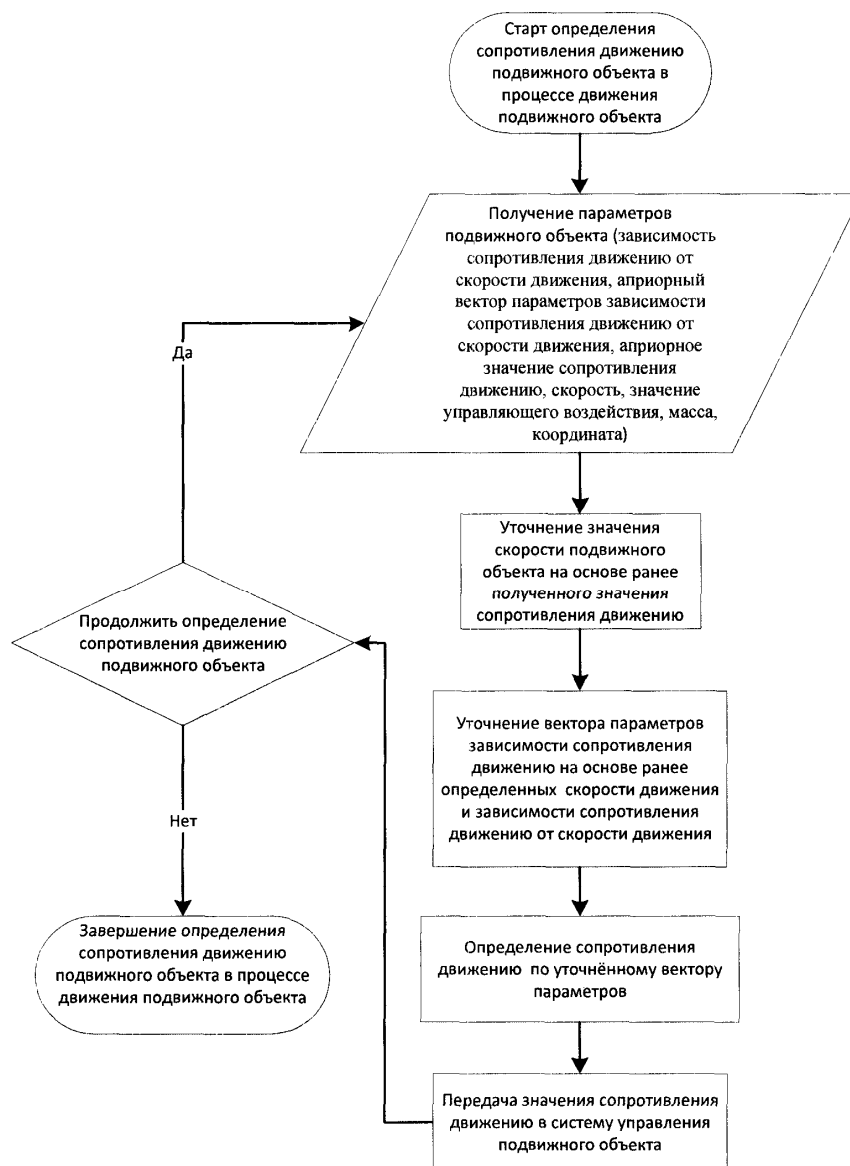 Старт определения
сопротивления движению
подвижного объекта в
процессе движения
подвижного объекта
Получение параметров
подвижного объекта (зависимость
сопротивления движению от
скорости движения, априорный
вектор параметров зависимости
сопротивления движению от
скорости движения, априорное
значение сопротивления
движению, скорость, значение
управляющего воздействия, масса,
координата)
Да
Уточнение значения
скорости подвижного
объекта на основе ранее
полученного значения
сопротивления движению
Продолжить определение
сопротивления движению
подвижного объекта
Уточнение вектора параметров
зависимости сопротивления
движению на основе ранее
определенных скорости движения
и зависимости сопротивления
движению от скорости движения
Нет
Завершение определения
сопротивления движению
подвижного объекта в процессе
движения подвижного объекта
Определение сопротивления
движению по уточнённому вектору
параметров
Передача значения сопротивления
движению в систему управления
подвижного объекта